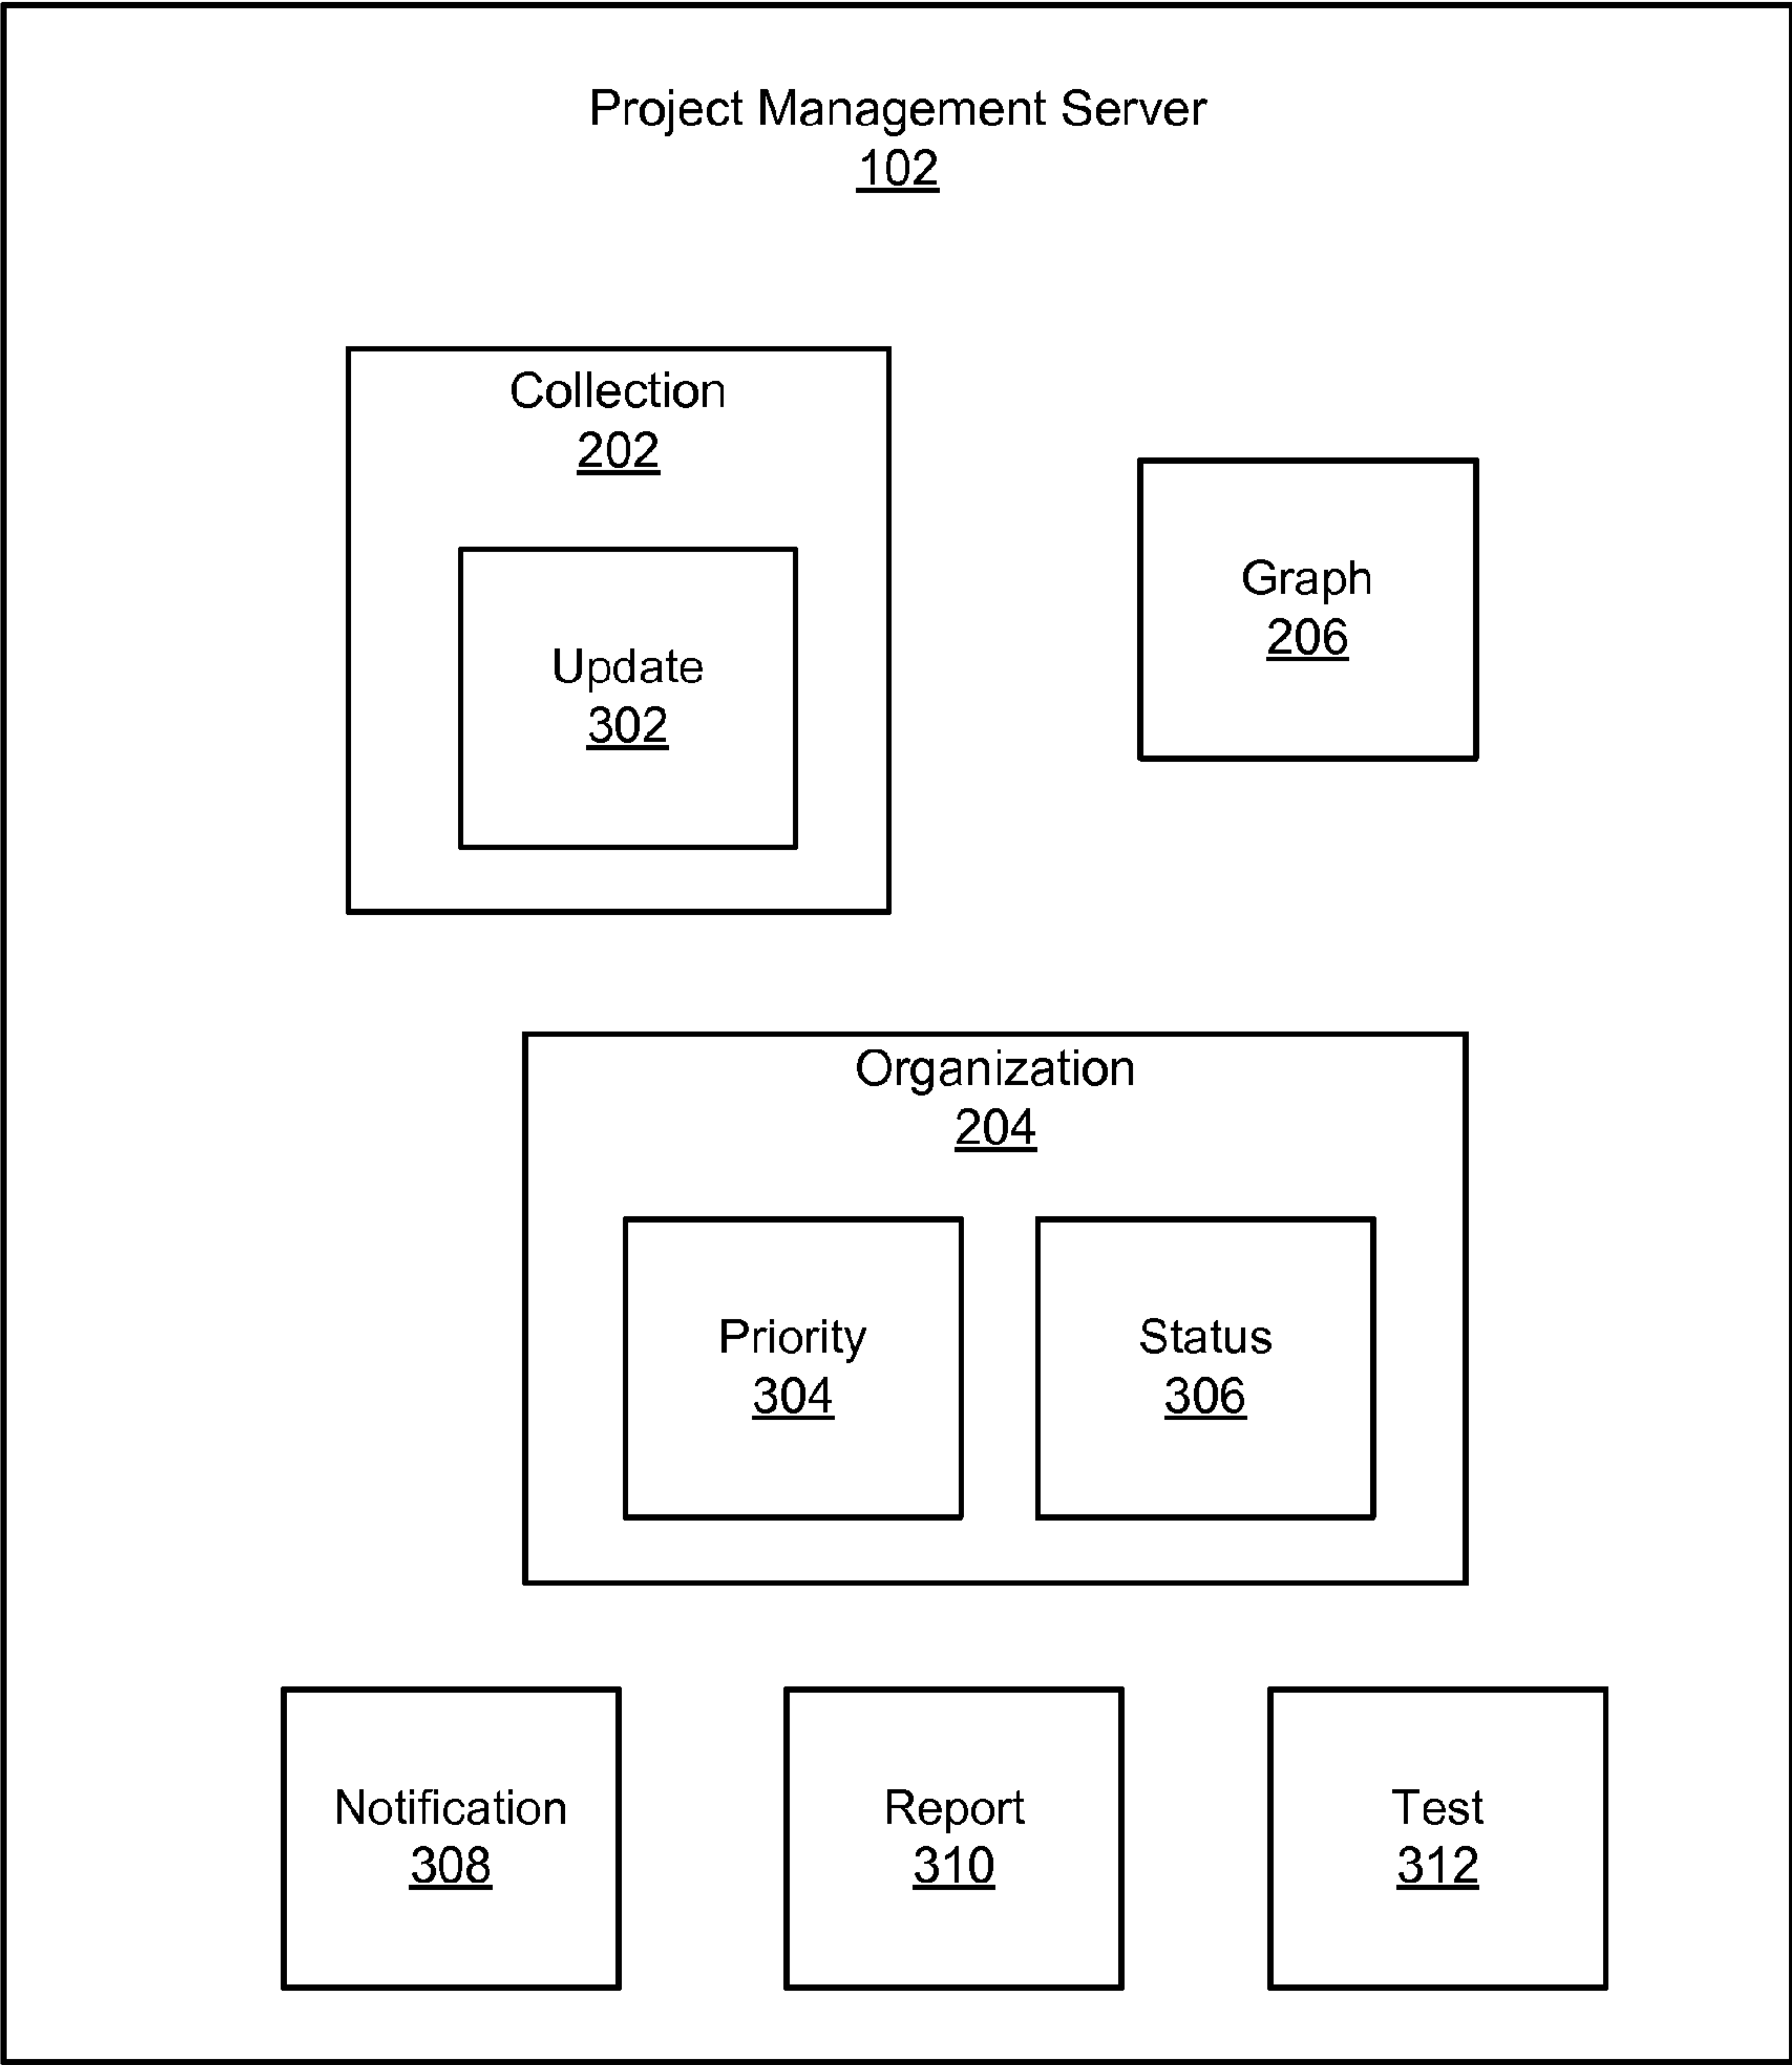 Project Management Server
102
Collection
202
Update
302
Graph
206
Organization
204
Priority
304
Status
306
Notification
308
Report
310
Test
312